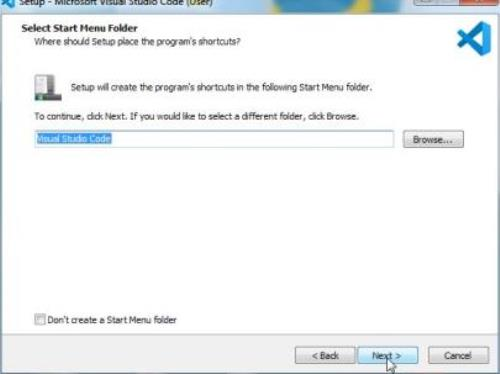 Setup - Microsoft Visual Studio Code (User)
Select Start Menu Folder
Where should Setup place the program's shortcuts?
Setup will create the program's shortcuts in the following Start Menu folder.
To continue, click Next. If you would like to select a different folder, click Browse.
Visual Studio Code
Browse...
Don't create a Start Menu folder
< Back
Next >
Cancel